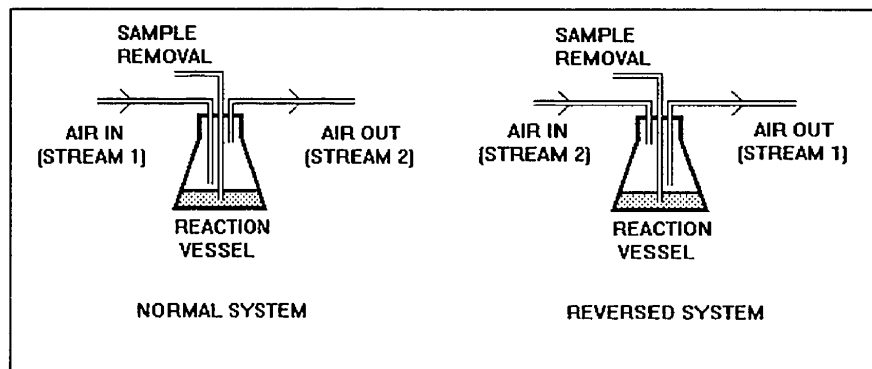 SAMPLE
REMOVAL
AIR IN
(STREAM 1)
AIR OUT
(STREAM 2)
REACTION
VESSEL
NORMAL SYSTEM
SAMPLE
REMOVAL
AIR IN
(STREAM 2)
AIR OUT
(STREAM 1)
REACTION
VESSEL
REVERSED SYSTEM